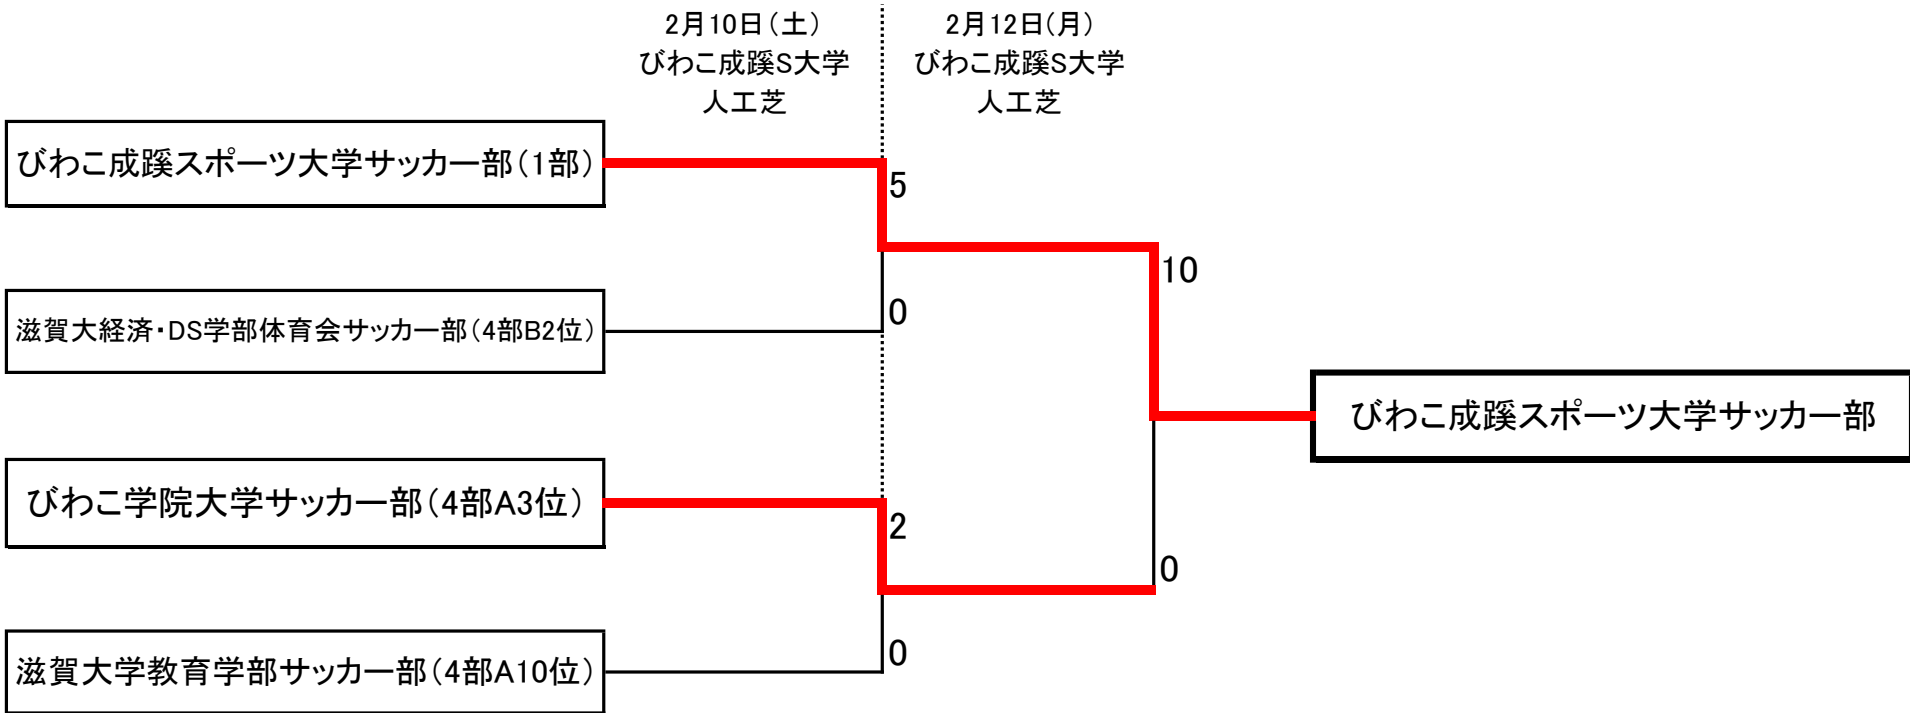 2月10日(土)
びわこ成蹊S大学
人工芝
2月12日(月)
びわこ成蹊S大学
人工芝
びわこ成蹊スポーツ大学サッカー部(1部)
5
10
0
滋賀大経済・DS学部体育会サッカー部(4部B2位)
びわこ成蹊スポーツ大学サッカー部
びわこ学院大学サッカー部(4部A3位)
2
0
0
滋賀大学教育学部サッカー部(4部A10位)